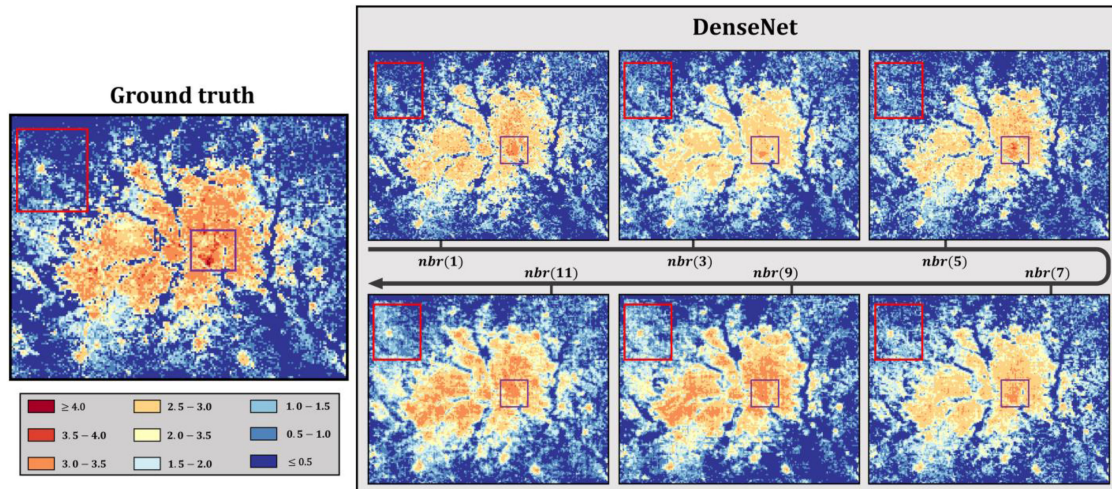 DenseNet
Ground truth
nbr(1)
nbr(3)
nbr(5)
nbr(11)
nbr(9)
nbr(7)
≥ 4.0
2.5 − 3.0
1.0 − 1.5
3.5 − 4.0
2.0 − 3.5
0.5 − 1.0
3.0 − 3.5
1.5 − 2.0
≤ 0.5